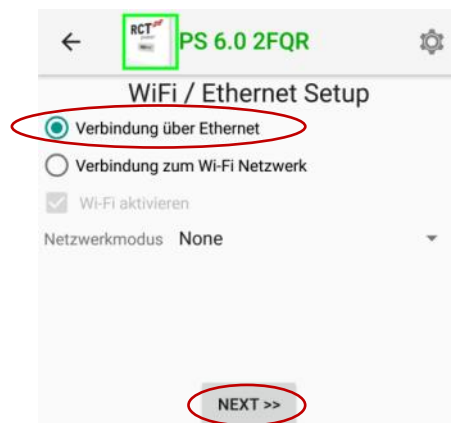 RCT
PS 6.0 2FQR
WiFi / Ethernet Setup
Verbindung über Ethernet
Verbindung zum Wi-Fi Netzwerk
Wi-Fi aktivieren
Netzwerkmodus None
NEXT >>